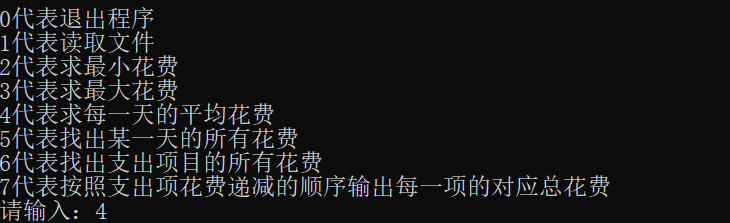 0代表退出程序
1代表读取文件
2代表求最小花费
3代表求最大花费
4代表求每一天的平均花费
5代表找出某一天的所有花费
6代表找出支出项目的所有花费
7代表按照支出项花费递减的顺序输出每一项的对应总花费
请输入：4